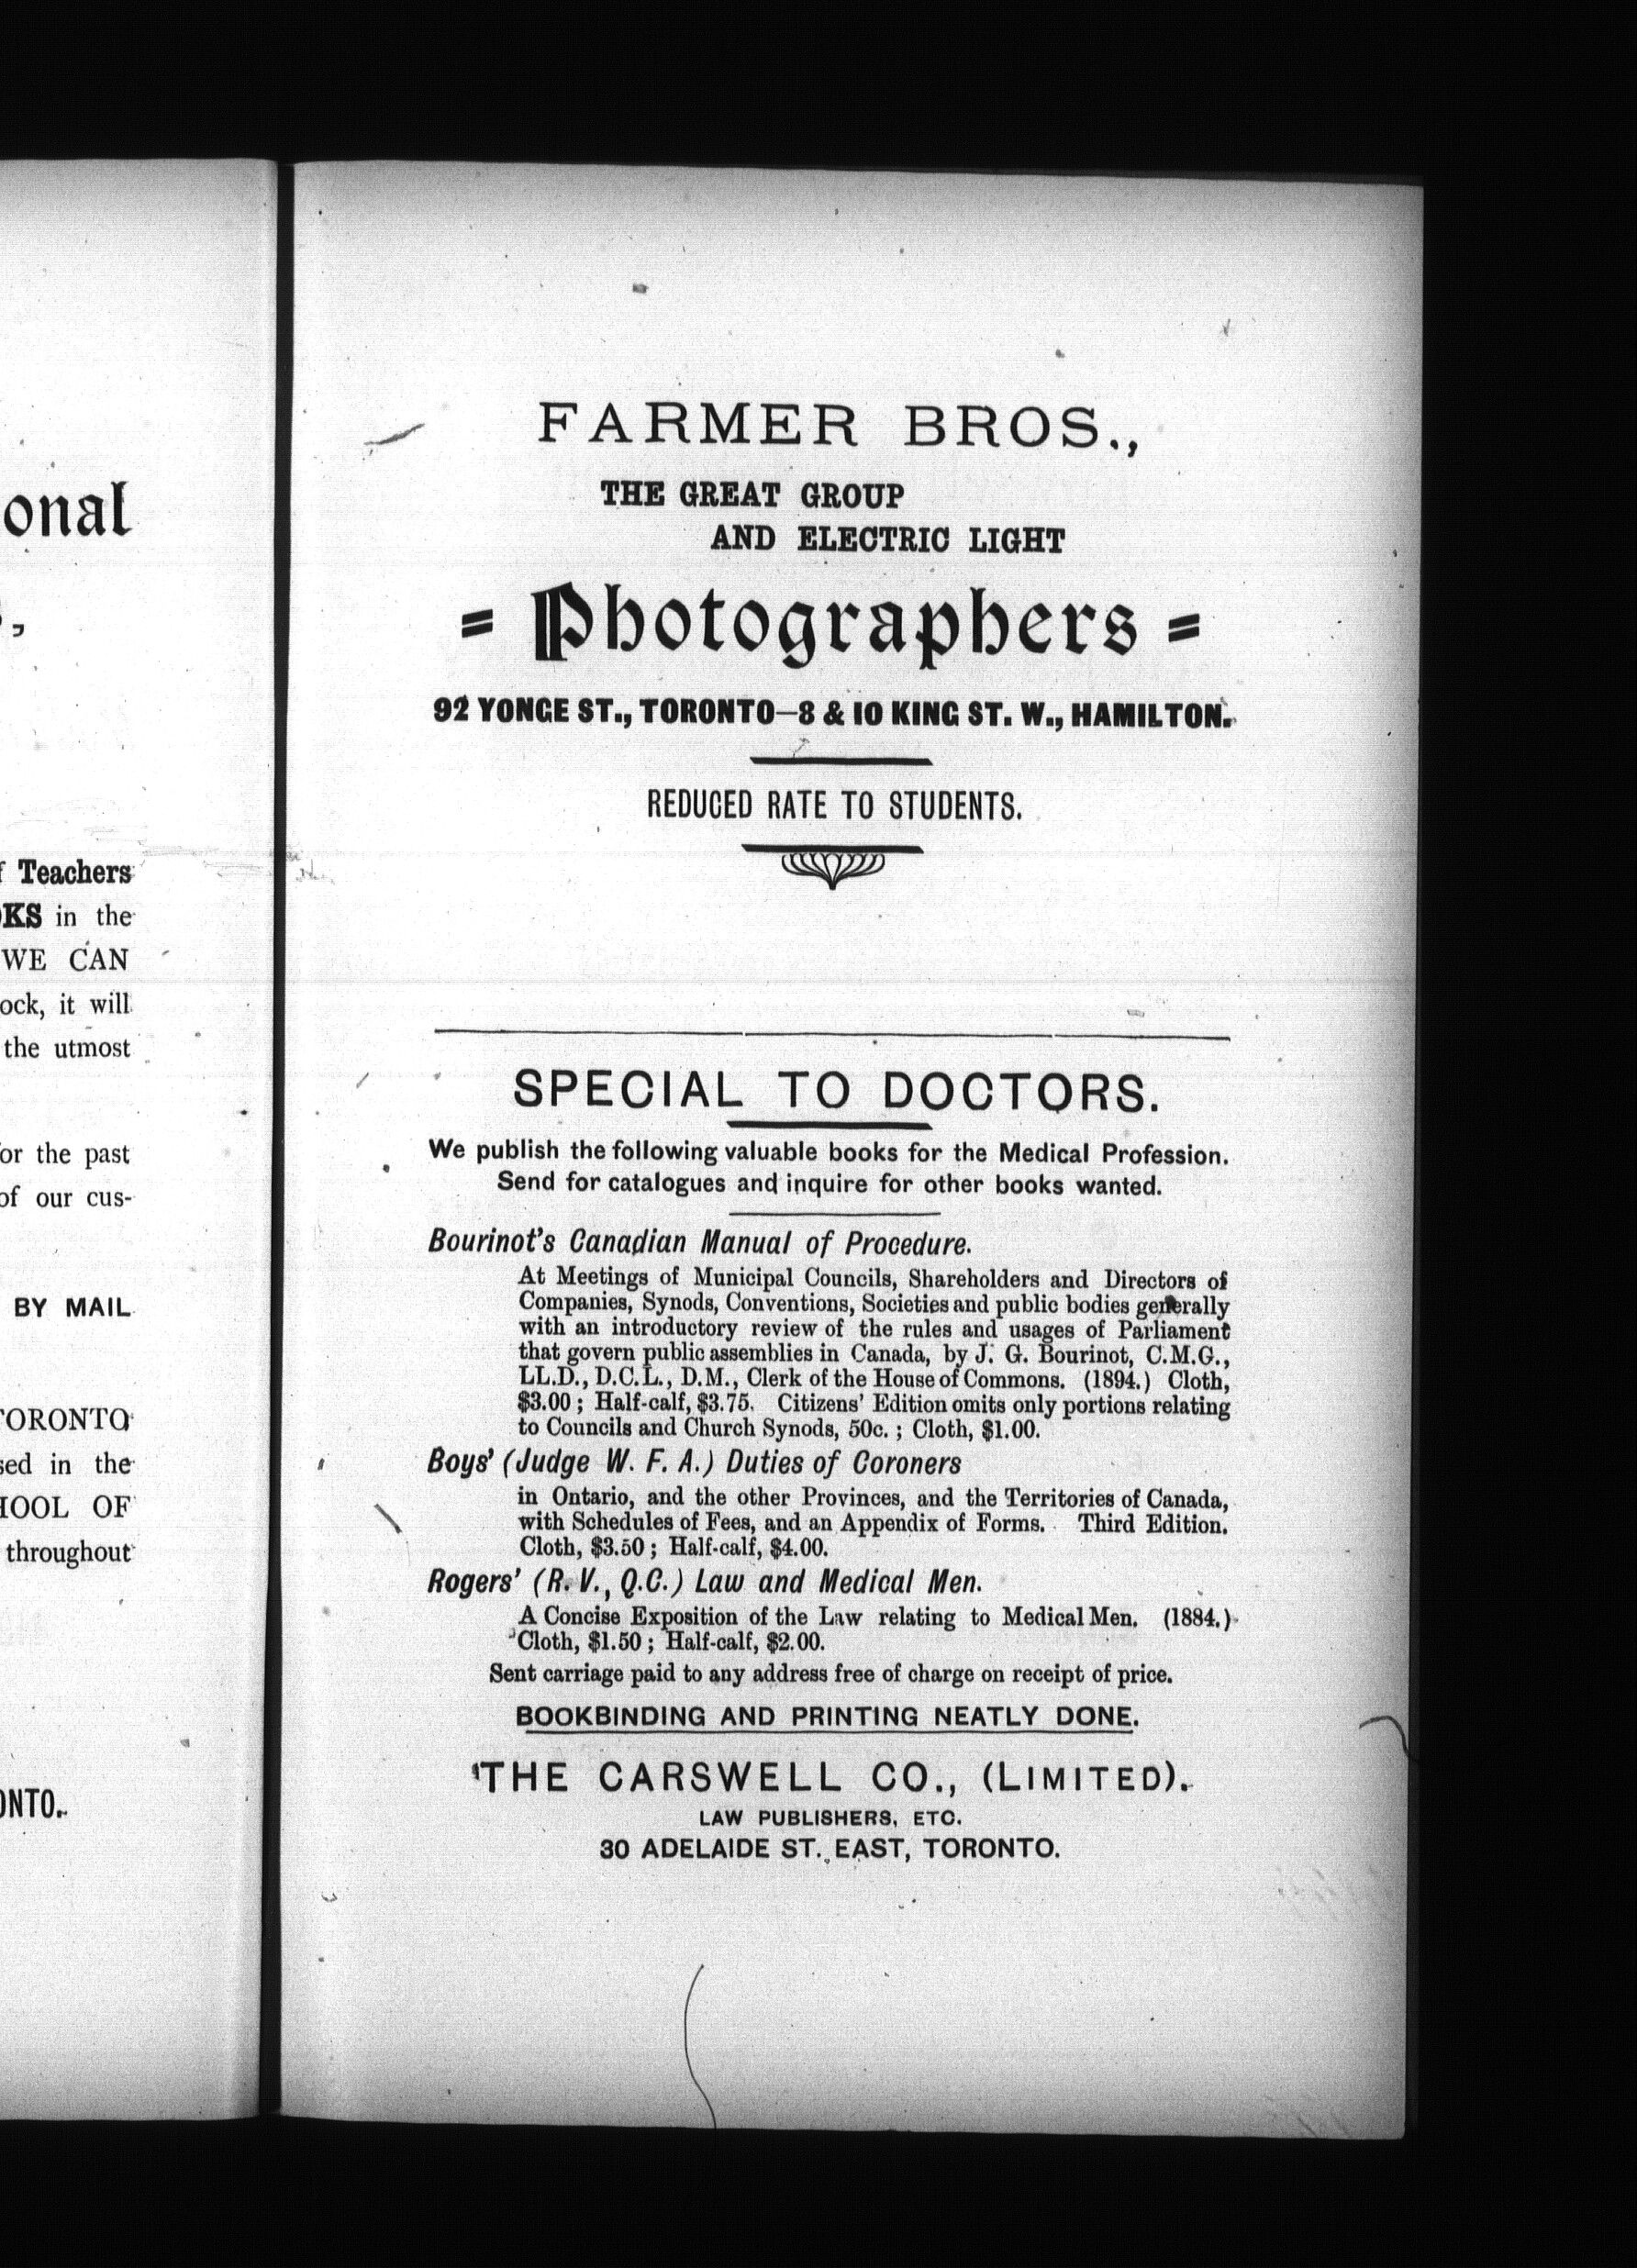 onal
,
Teachers
OKS in the
WE CAN
ock, it will
the utmost
or the past
of our cus-
BY MAIL
TORONTO
sed in the
HOOL OF
throughout
ONTO.
FARMER BROS.,
THE GREAT GROUP
AND ELECTRIC LIGHT
= Photographers =
92 YONGE ST., TORONTO—8 & 10 KING ST. W., HAMILTON.
REDUCED RATE TO STUDENTS.
SPECIAL TO DOCTORS.
We publish the following valuable books for the Medical Profession.
Send for catalogues and inquire for other books wanted.
Bourinot's Canadian Manual of Procedure.
At Meetings of Municipal Councils, Shareholders and Directors of
Companies, Synods, Conventions, Societies and public bodies generally
with an introductory review of the rules and usages of Parliament
that govern public assemblies in Canada, by J. G. Bourinot, C.M.G.,
LL.D., D.C.L., D.M., Clerk of the House of Commons. (1894.) Cloth,
$3.00; Half-calf, $3.75. Citizens' Edition omits only portions relating
to Councils and Church Synods, 50c.; Cloth, $1.00.
Boys' (Judge W. F. A.) Duties of Coroners
in Ontario, and the other Provinces, and the Territories of Canada,
with Schedules of Fees, and an Appendix of Forms. Third Edition.
Cloth, $3.50; Half-calf, $4.00.
Rogers' (R. V., Q.C.) Law and Medical Men.
A Concise Exposition of the Law relating to Medical Men. (1884.)
Cloth, $1.50; Half-calf, $2.00.
Sent carriage paid to any address free of charge on receipt of price.
BOOKBINDING AND PRINTING NEATLY DONE.
THE CARSWELL CO., (LIMITED).
LAW PUBLISHERS, ETC.
30 ADELAIDE ST. EAST, TORONTO.